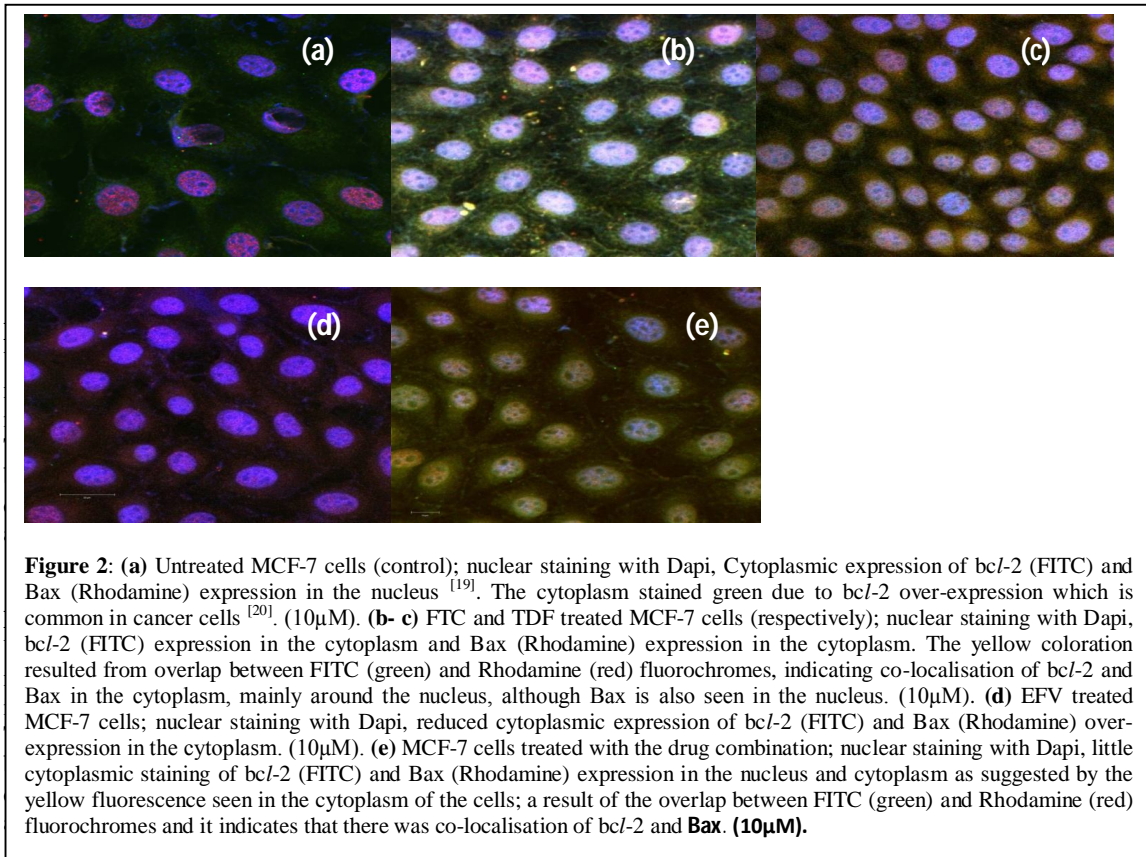 (a)
(b)
(c)
(d)
(e)
Figure 2: (a) Untreated MCF-7 cells (control); nuclear staining with Dapi, Cytoplasmic expression of bcl-2 (FITC) and
Bax (Rhodamine) expression in the nucleus [19]. The cytoplasm stained green due to bcl-2 over-expression which is
common in cancer cells [20]. (10µM). (b- c) FTC and TDF treated MCF-7 cells (respectively); nuclear staining with Dapi,
bcl-2 (FITC) expression in the cytoplasm and Bax (Rhodamine) expression in the cytoplasm. The yellow coloration
resulted from overlap between FITC (green) and Rhodamine (red) fluorochromes, indicating co-localisation of bcl-2 and
Bax in the cytoplasm, mainly around the nucleus, although Bax is also seen in the nucleus. (10µM). (d) EFV treated
MCF-7 cells; nuclear staining with Dapi, reduced cytoplasmic expression of bcl-2 (FITC) and Bax (Rhodamine) over-
expression in the cytoplasm. (10µM). (e) MCF-7 cells treated with the drug combination; nuclear staining with Dapi, little
cytoplasmic staining of bcl-2 (FITC) and Bax (Rhodamine) expression in the nucleus and cytoplasm as suggested by the
yellow fluorescence seen in the cytoplasm of the cells; a result of the overlap between FITC (green) and Rhodamine (red)
fluorochromes and it indicates that there was co-localisation of bcl-2 and Bax. (10µM).